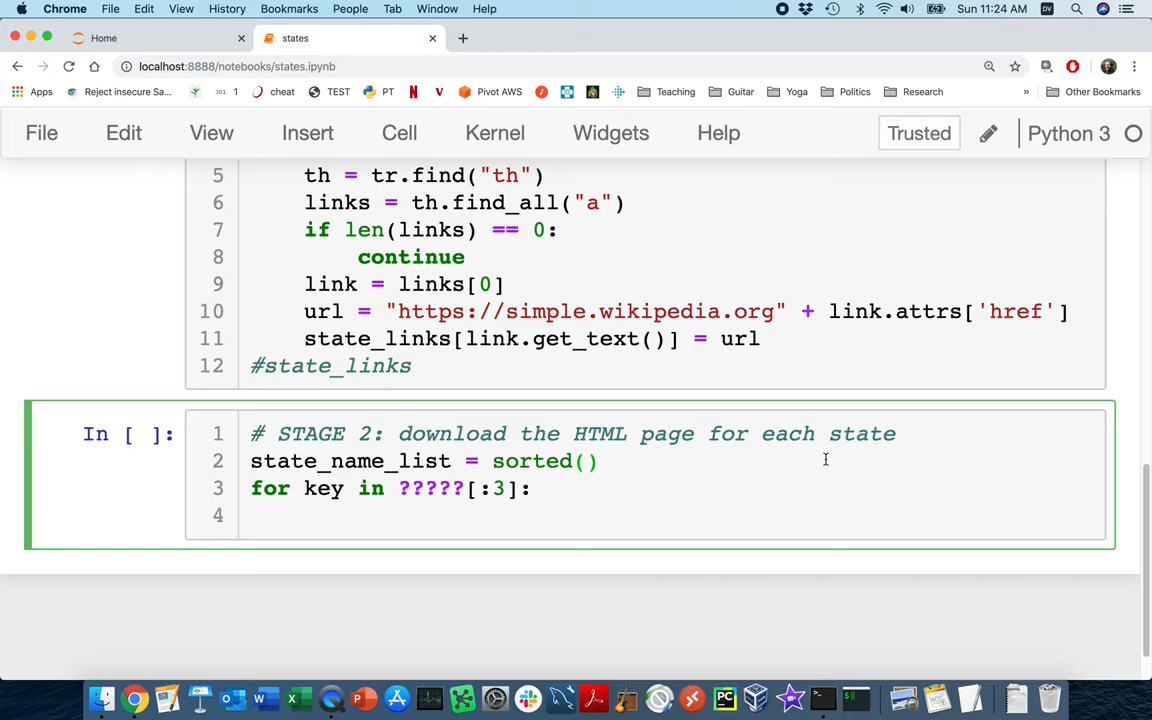 Chrome File Edit View History Bookmarks People Tab Window Help DV Sun 11:24 AM
Home states
localhost:8888/notebooks/states.ipynb
Apps Reject insecure Sa... 301 1 cheat TEST PT Pivot AWS Teaching Guitar Yoga Politics Research » Other Bookmarks
File Edit View Insert Cell Kernel Widgets Help Trusted Python 3
5 th = tr.find("th")
6 links = th.find_all("a")
7 if len(links) == 0:
8 continue
9 link = links[0]
10 url = "https://simple.wikipedia.org" + link.attrs['href']
11 state_links[link.get_text()] = url
12 #state_links
In [ ]: 1 # STAGE 2: download the HTML page for each state
2 state_name_list = sorted()
3 for key in ?????[:3]:
4